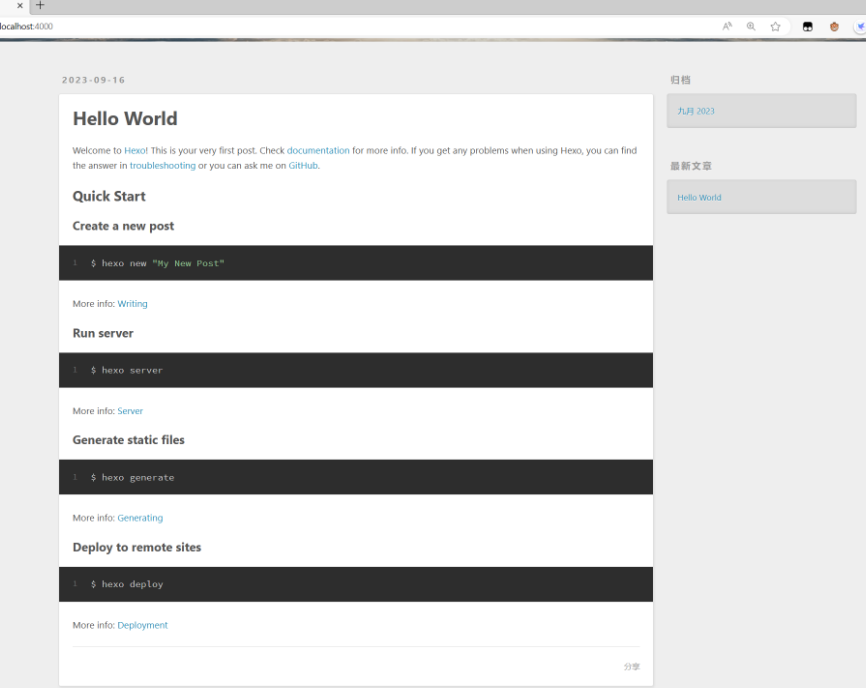 localhost:4000
2023-09-16
Hello World
Welcome to Hexo! This is your very first post. Check documentation for more info. If you get any problems when using Hexo, you can find
the answer in troubleshooting or you can ask me on GitHub.
Quick Start
Create a new post
1 $ hexo new "My New Post"
More info: Writing
Run server
1 $ hexo server
More info: Server
Generate static files
1 $ hexo generate
More info: Generating
Deploy to remote sites
1 $ hexo deploy
More info: Deployment
分享
归档
九月 2023
最新文章
Hello World